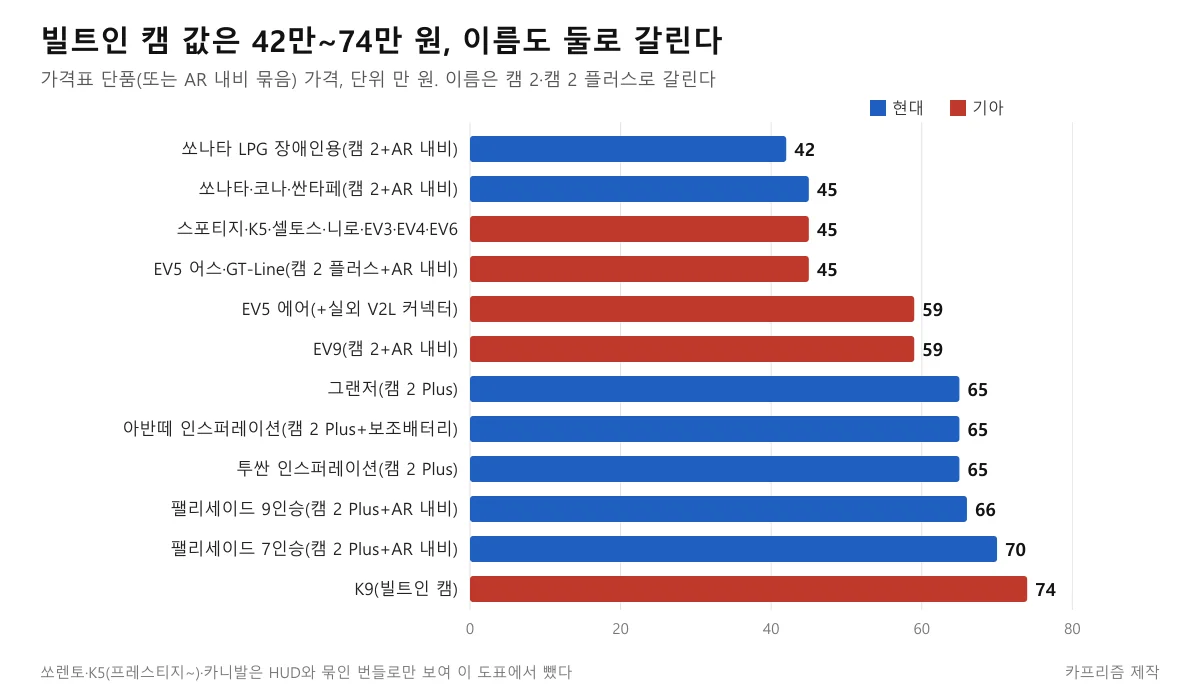 빌트인 캠 값은 42만~74만 원, 이름도 둘로 갈린다
가격표 단품(또는 AR 내비 묶음) 가격, 단위 만 원. 이름은 캠 2·캠 2 플러스로 갈린다
현대 기아
쏘나타 LPG 장애인용(캠 2+AR 내비) 42
쏘나타·코나·싼타페(캠 2+AR 내비) 45
스포티지·K5·셀토스·니로·EV3·EV4·EV6 45
EV5 어스·GT-Line(캠 2 플러스+AR 내비) 45
EV5 에어(+실외 V2L 커넥터) 59
EV9(캠 2+AR 내비) 59
그랜저(캠 2 Plus) 65
아반떼 인스퍼레이션(캠 2 Plus+보조배터리) 65
투싼 인스퍼레이션(캠 2 Plus) 65
팰리세이드 9인승(캠 2 Plus+AR 내비) 66
팰리세이드 7인승(캠 2 Plus+AR 내비) 70
K9(빌트인 캠) 74
0 20 40 60 80
쏘렌토·K5(프레스티지~)·카니발은 HUD와 묶인 번들로만 보여 이 도표에서 뺐다
카프리즘 제작